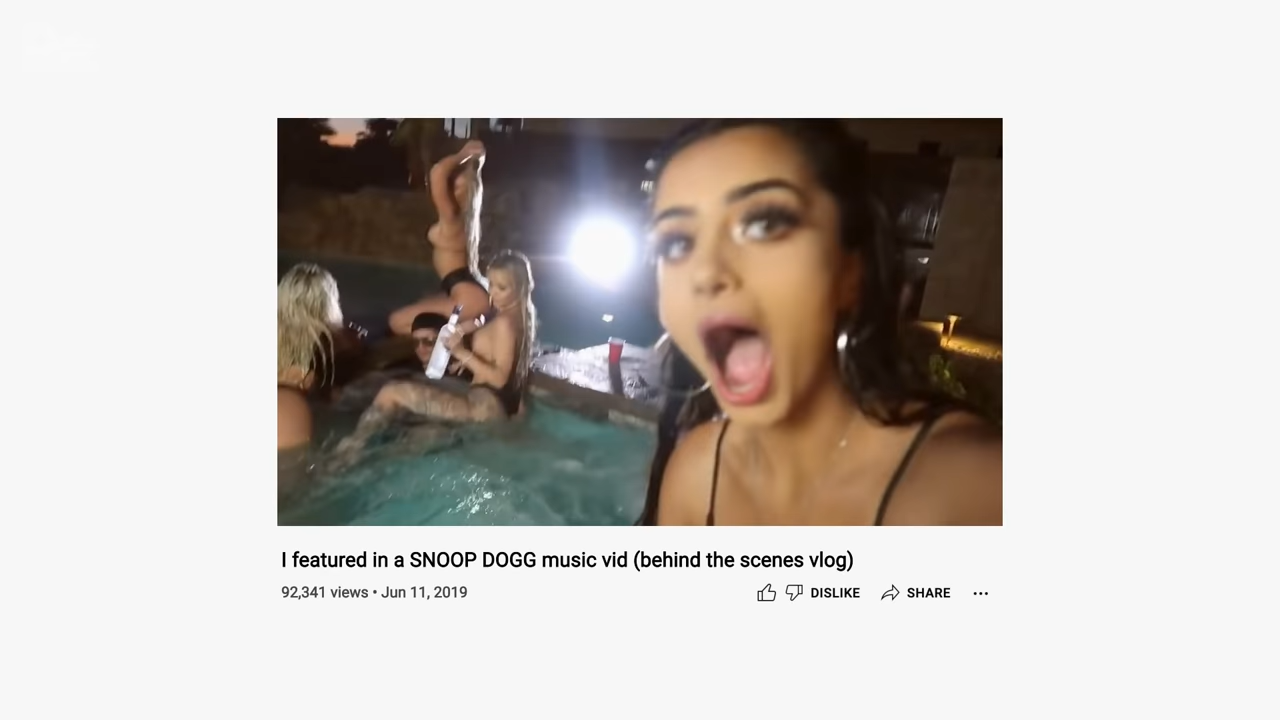 I featured in a SNOOP DOGG music vid (behind the scenes vlog)
92,341 views • Jun 11, 2019 DISLIKE SHARE